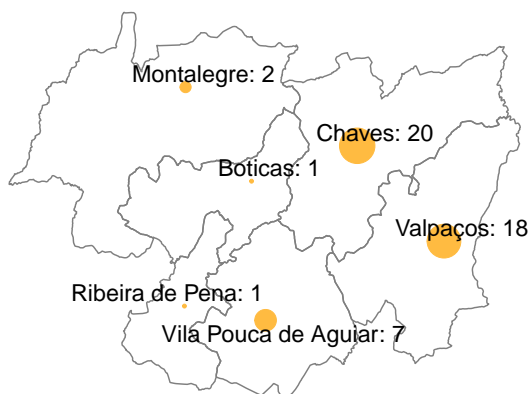 Montalegre: 2
Chaves: 20
Boticas: 1
Valpaços: 18
Ribeira de Pena: 1
Vila Pouca de Aguiar: 7